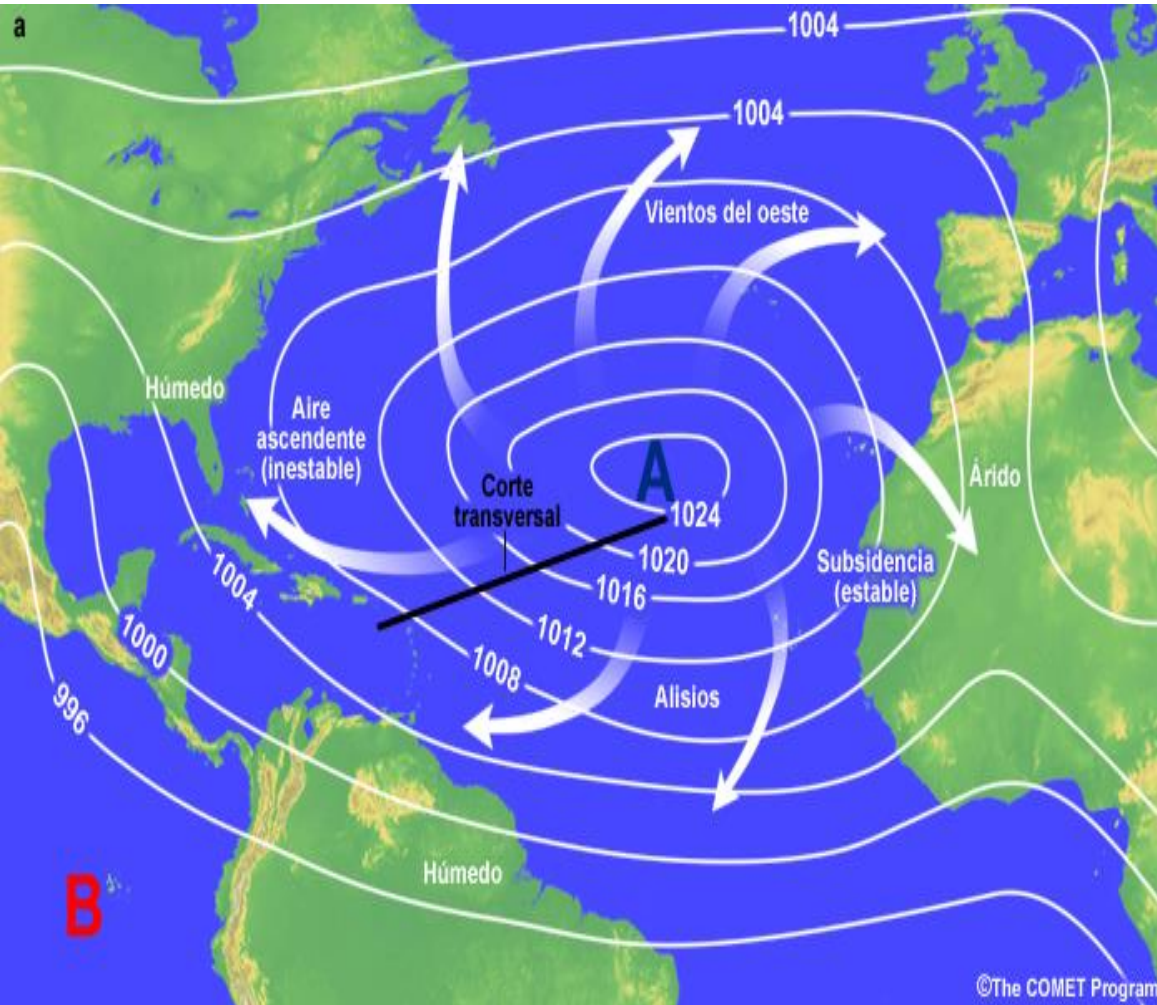 a
1004
1004
Vientos del oeste
Húmedo
Aire
ascendente
(inestable)
A
Árido
Corte
transversal
1024
1020
Subsidencia
(estable)
1016
1004
1012
1000
1008
Alisios
996
Húmedo
B
©The COMET Program